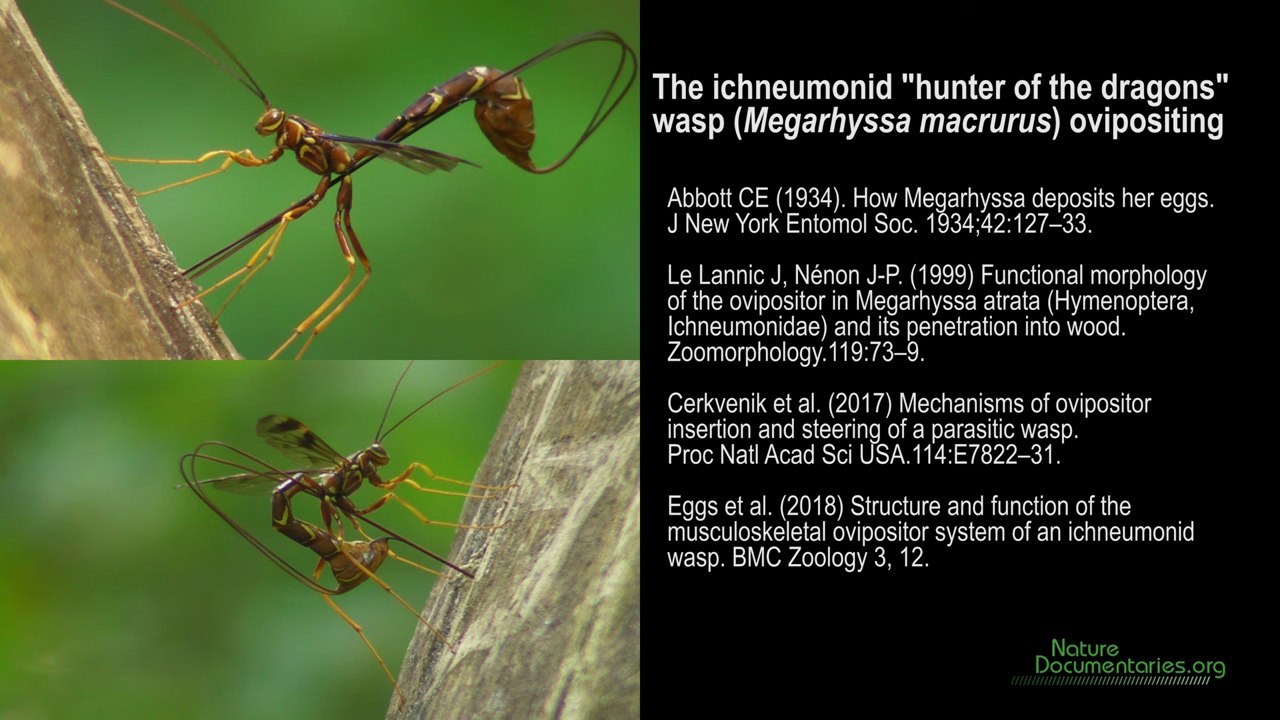 The ichneumonid "hunter of the dragons"
wasp (Megarhyssa macrurus) ovipositing
Abbott CE (1934). How Megarhyssa deposits her eggs.
J New York Entomol Soc. 1934;42:127–33.
Le Lannic J, Nénon J-P. (1999) Functional morphology
of the ovipositor in Megarhyssa atrata (Hymenoptera,
Ichneumonidae) and its penetration into wood.
Zoomorphology.119:73–9.
Cerkvenik et al. (2017) Mechanisms of ovipositor
insertion and steering of a parasitic wasp.
Proc Natl Acad Sci USA.114:E7822–31.
Eggs et al. (2018) Structure and function of the
musculoskeletal ovipositor system of an ichneumonid
wasp. BMC Zoology 3, 12.
Nature
Documentaries.org